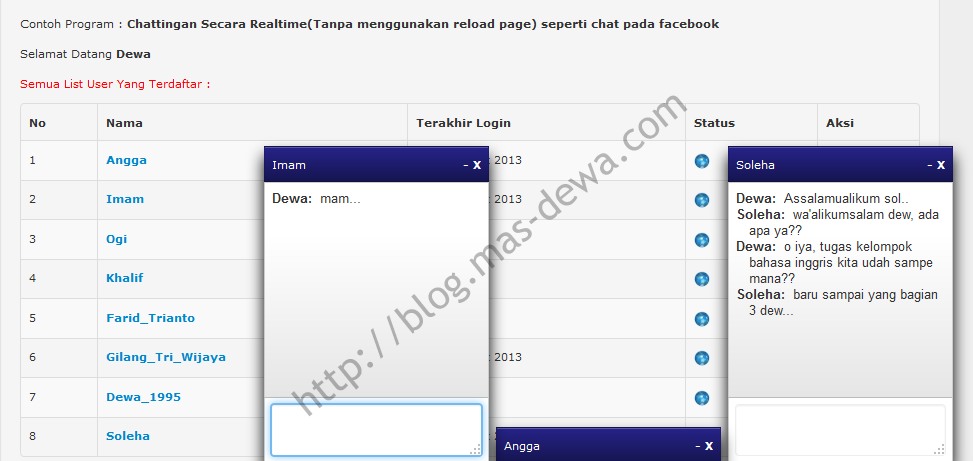 Contoh Program : Chattingan Secara Realtime(Tanpa menggunakan reload page) seperti chat pada facebook
Selamat Datang Dewa
Semua List User Yang Terdaftar :
No Nama Terakhir Login Status Aksi
1 Angga 2013
2 Imam 2013
3 Ogi
4 Khalif
5 Farid_Trianto
6 Gilang_Tri_Wijaya 2013
7 Dewa_1995
8 Soleha
Imam - X
Dewa: mam...
Angga - X
Soleha - X
Dewa: Assalamualikum sol..
Soleha: wa'alikumsalam dew, ada
apa ya??
Dewa: o iya, tugas kelompok
bahasa inggris kita udah sampe
mana??
Soleha: baru sampai yang bagian
3 dew...
http://blog.mas-dewa.com